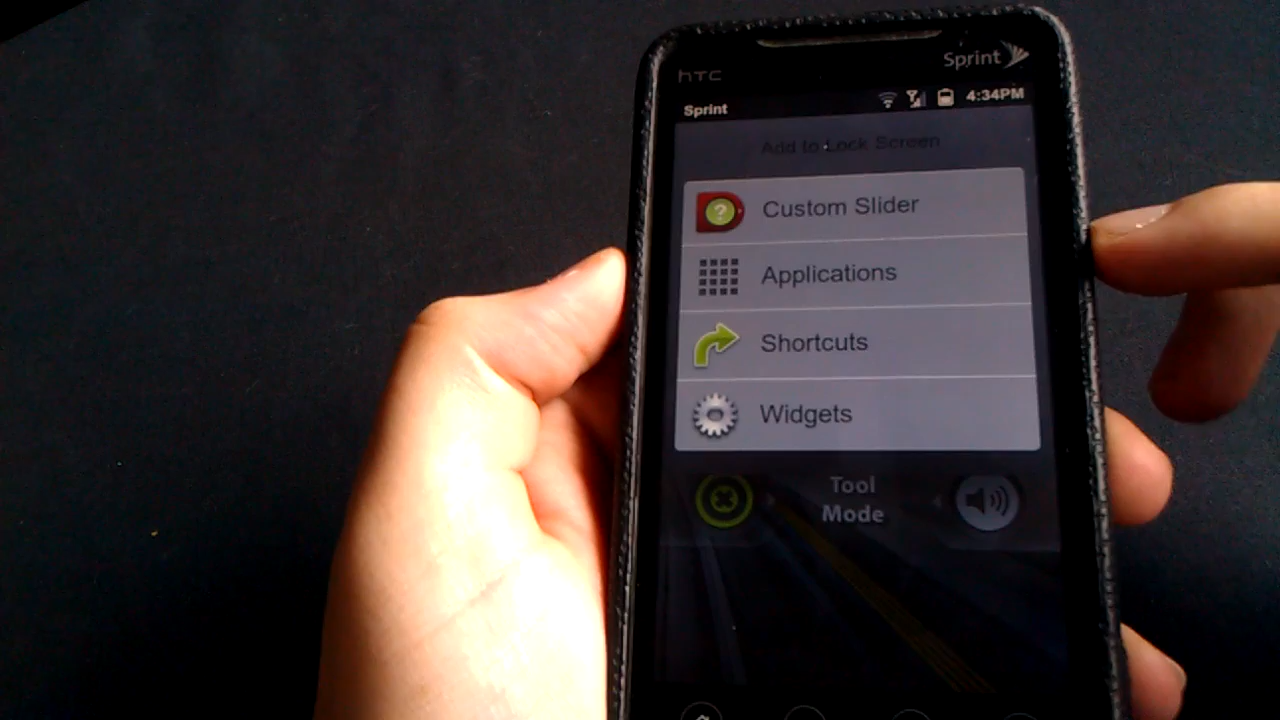 hTC
Sprint
Sprint
4:34PM
Add to Lock Screen
?
Custom Slider
Applications
Shortcuts
Widgets
Tool
Mode